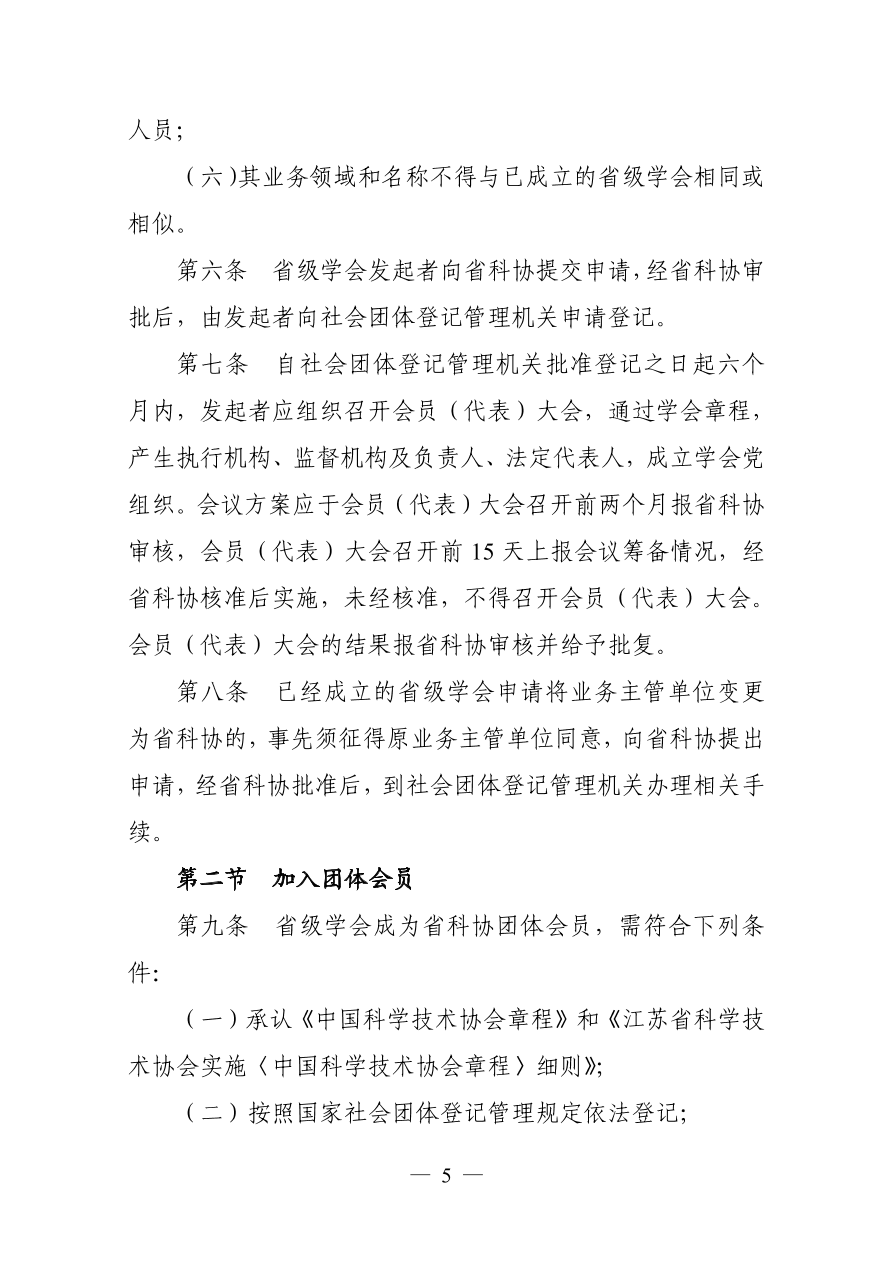 人员；
（六）其业务领域和名称不得与已成立的省级学会相同或
相似。
第六条　省级学会发起者向省科协提交申请，经省科协审
批后，由发起者向社会团体登记管理机关申请登记。
第七条　自社会团体登记管理机关批准登记之日起六个
月内，发起者应组织召开会员（代表）大会，通过学会章程，
产生执行机构、监督机构及负责人、法定代表人，成立学会党
组织。会议方案应于会员（代表）大会召开前两个月报省科协
审核，会员（代表）大会召开前 15 天上报会议筹备情况，经
省科协核准后实施，未经核准，不得召开会员（代表）大会。
会员（代表）大会的结果报省科协审核并给予批复。
第八条　已经成立的省级学会申请将业务主管单位变更
为省科协的，事先须征得原业务主管单位同意，向省科协提出
申请，经省科协批准后，到社会团体登记管理机关办理相关手
续。
第二节　加入团体会员
第九条　省级学会成为省科协团体会员，需符合下列条
件：
（一）承认《中国科学技术协会章程》和《江苏省科学技
术协会实施〈中国科学技术协会章程〉细则》；
（二）按照国家社会团体登记管理规定依法登记；
— 5 —